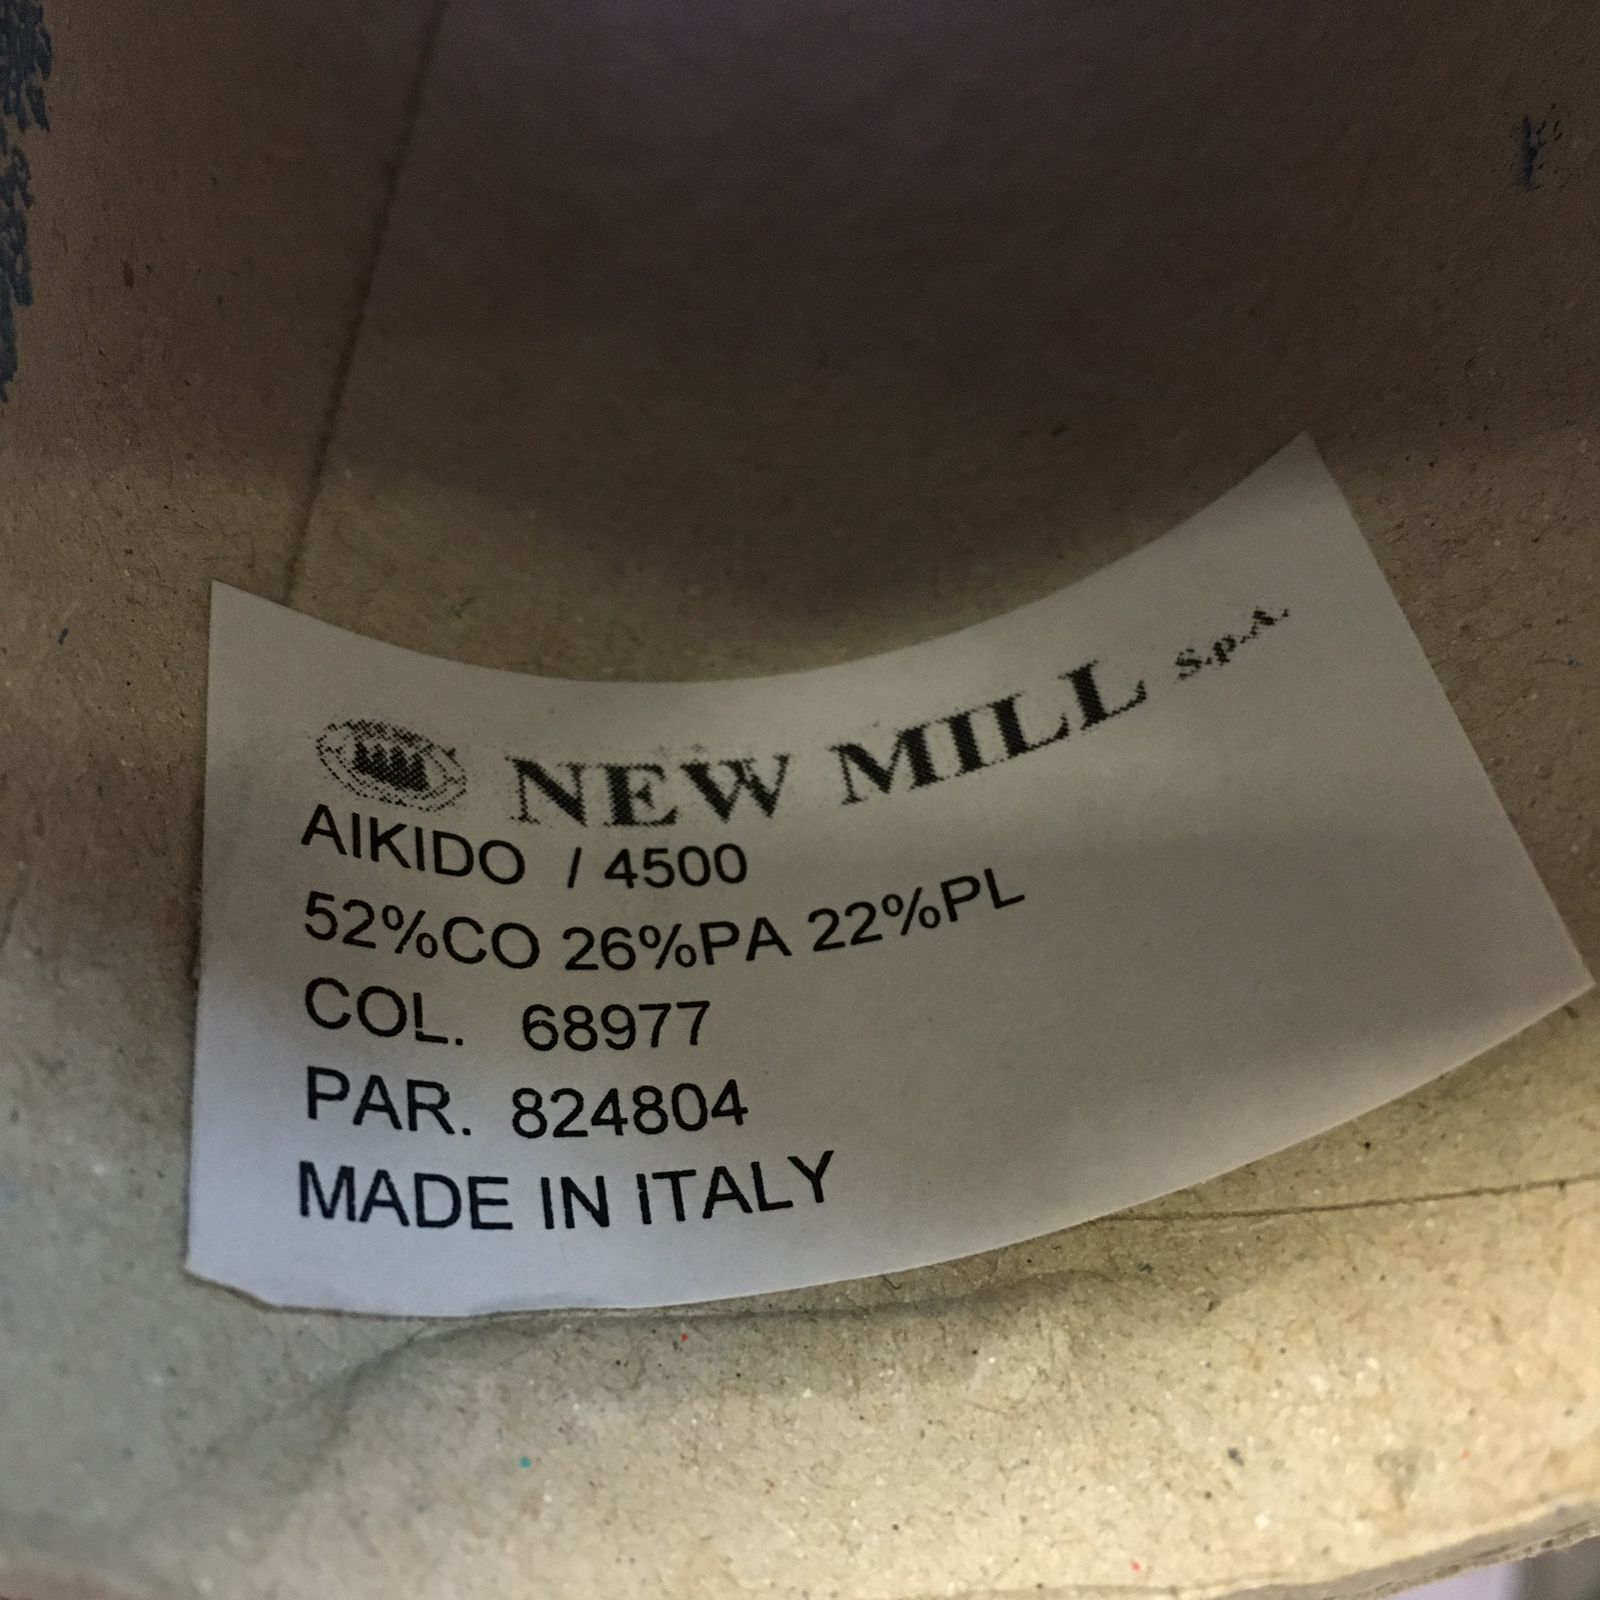 NEW MILL S.p.A.
AIKIDO / 4500
52%CO 26%PA 22%PL
COL. 68977
PAR. 824804
MADE IN ITALY